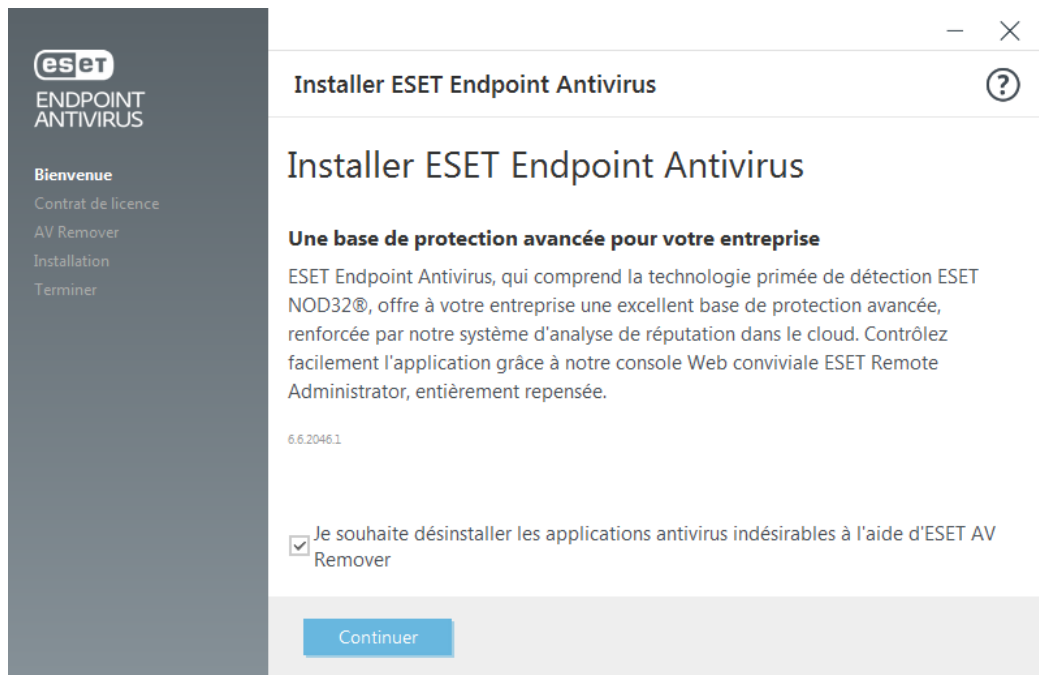 eset
ENDPOINT
ANTIVIRUS
Bienvenue
Contrat de licence
AV Remover
Installation
Terminer
Installer ESET Endpoint Antivirus
Installer ESET Endpoint Antivirus
Une base de protection avancée pour votre entreprise
ESET Endpoint Antivirus, qui comprend la technologie primée de détection ESET
NOD32®, offre à votre entreprise une excellent base de protection avancée,
renforcée par notre système d'analyse de réputation dans le cloud. Contrôlez
facilement l'application grâce à notre console Web conviviale ESET Remote
Administrator, entièrement repensée.
6.6.2046.1
Je souhaite désinstaller les applications antivirus indésirables à l'aide d'ESET AV
Remover
Continuer